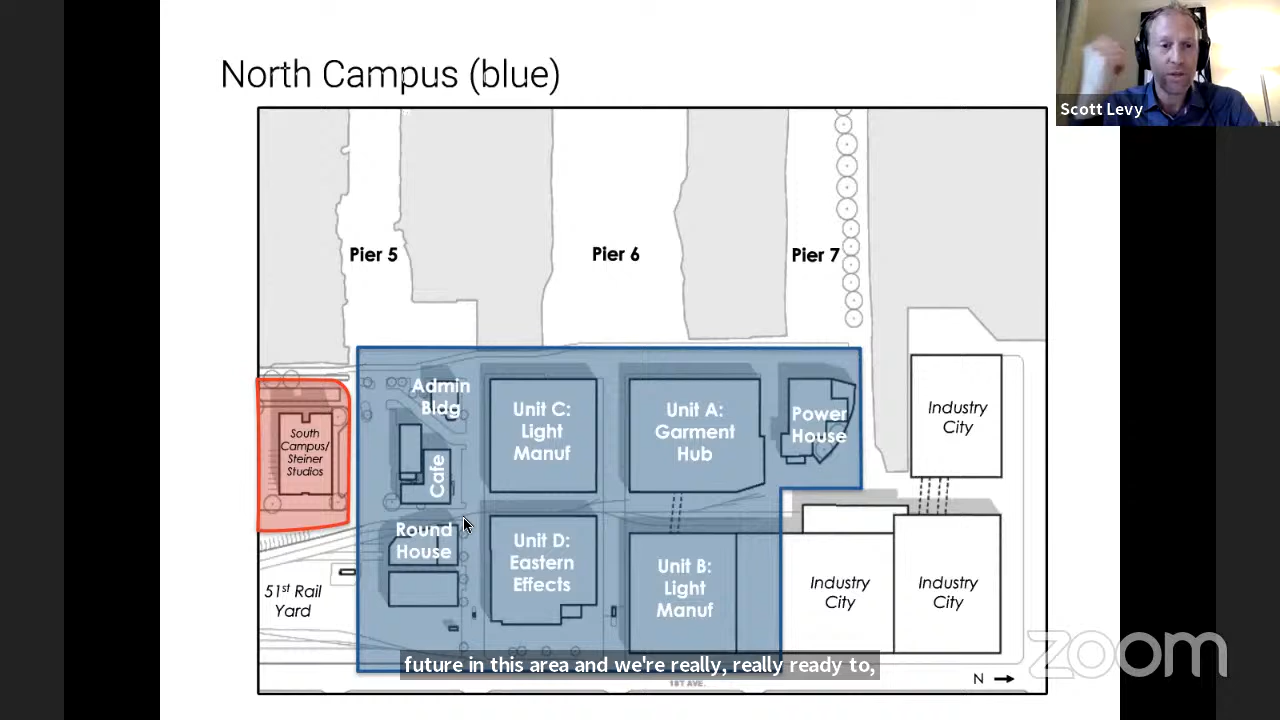 North Campus (blue)
Scott Levy
Pier 5
Pier 6
Pier 7
Admin
Bldg
Unit C:
Light
Manuf
Unit A:
Garment
Hub
Power
House
Industry
City
South
Campus/
Steiner
Studios
Cafe
Round
House
Unit D:
Eastern
Effects
Unit B:
Light
Manuf
Industry
City
Industry
City
51st Rail
Yard
future in this area and we're really, really ready to,
1ST AVE.
N
zoom